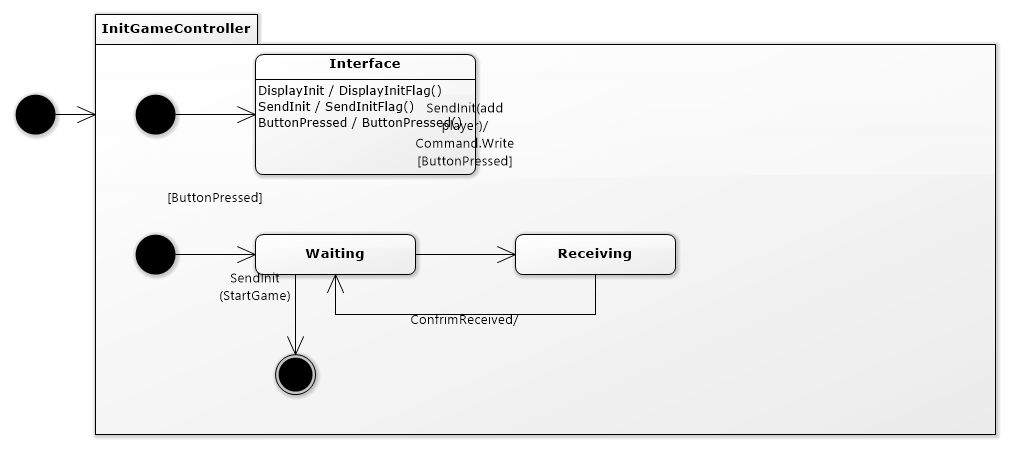 InitGameController
Interface
DisplayInit / DisplayInitFlag()
SendInit / SendInitFlag()
ButtonPressed / ButtonPressed()
SendInit(add
player)/
Command.Write
[ButtonPressed]
[ButtonPressed]
Waiting
Receiving
SendInit
(StartGame)
ConfrimReceived/